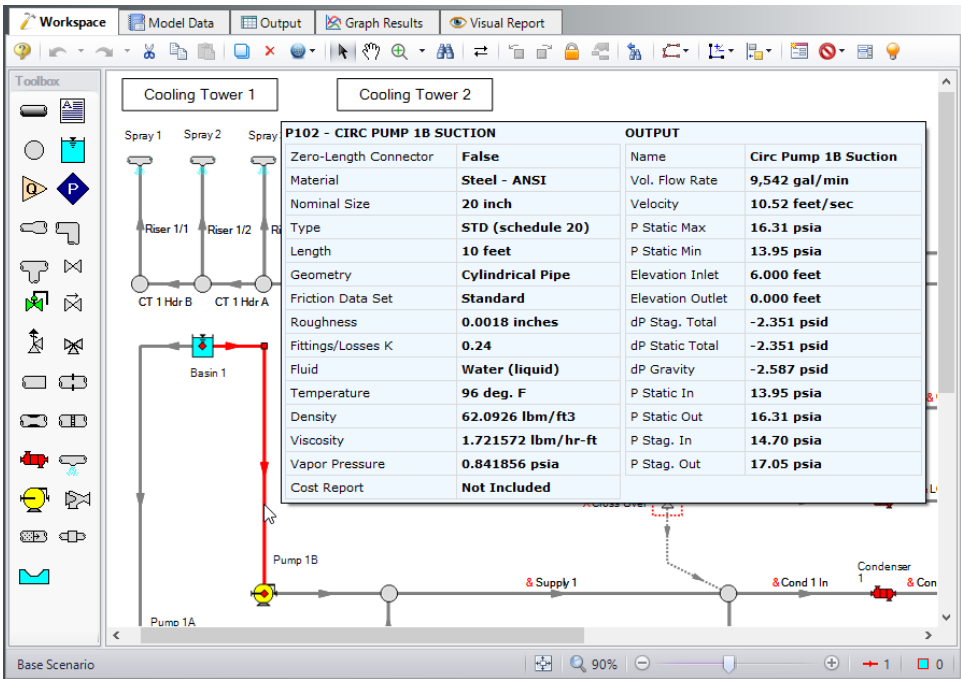 Workspace Model Data Output Graph Results Visual Report
Toolbox
Cooling Tower 1 Cooling Tower 2
Spray 1 Spray 2 Spray
Riser 1/1 Riser 1/2 Ri
CT 1 Hdr B CT 1 Hdr A
Basin 1
P102 - CIRC PUMP 1B SUCTION OUTPUT
Zero-Length Connector False Name Circ Pump 1B Suction
Material Steel - ANSI Vol. Flow Rate 9,542 gal/min
Nominal Size 20 inch Velocity 10.52 feet/sec
Type STD (schedule 20) P Static Max 16.31 psia
Length 10 feet P Static Min 13.95 psia
Geometry Cylindrical Pipe Elevation Inlet 6.000 feet
Friction Data Set Standard Elevation Outlet 0.000 feet
Roughness 0.0018 inches dP Stag. Total -2.351 psid
Fittings/Losses K 0.24 dP Static Total -2.351 psid
Fluid Water (liquid) dP Gravity -2.587 psid
Temperature 96 deg. F P Static In 13.95 psia
Density 62.0926 lbm/ft3 P Static Out 16.31 psia
Viscosity 1.721572 lbm/hr-ft P Stag. In 14.70 psia
Vapor Pressure 0.841856 psia P Stag. Out 17.05 psia
Cost Report Not Included
Pump 1B
& Supply 1 & Cond 1 In Condenser 1 & Con
Pump 1A
Base Scenario 90% 1 0